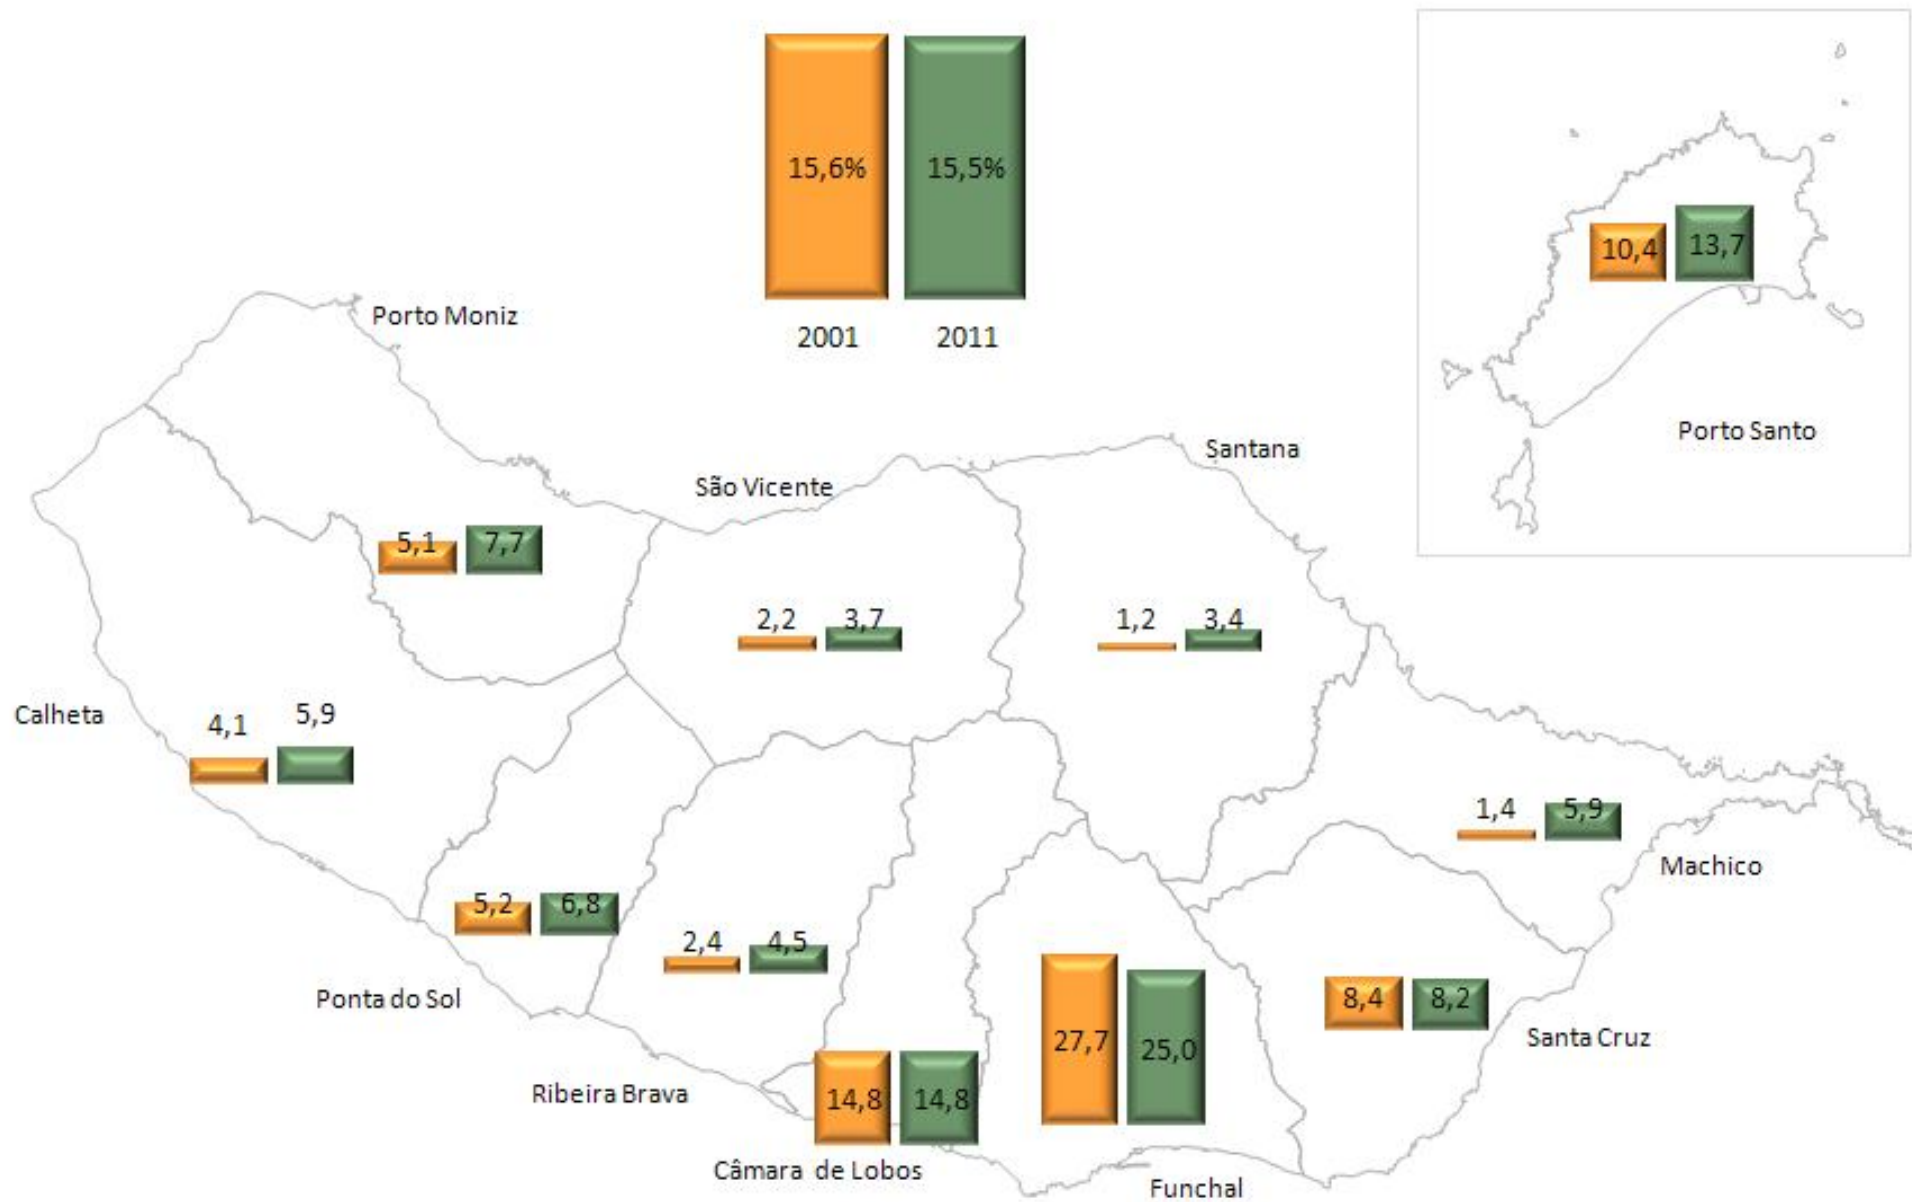 15,6%
15,5%
2001
2011
10,4
13,7
Porto Santo
Porto Moniz
5,1
7,7
São Vicente
2,2
3,7
Santana
1,2
3,4
Calheta
4,1
5,9
1,4
5,9
Machico
5,2
6,8
Ponta do Sol
2,4
4,5
Ribeira Brava
14,8
14,8
Câmara de Lobos
27,7
25,0
Funchal
8,4
8,2
Santa Cruz